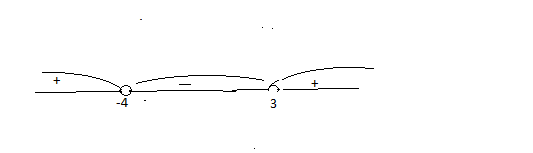 + — +
-4 3